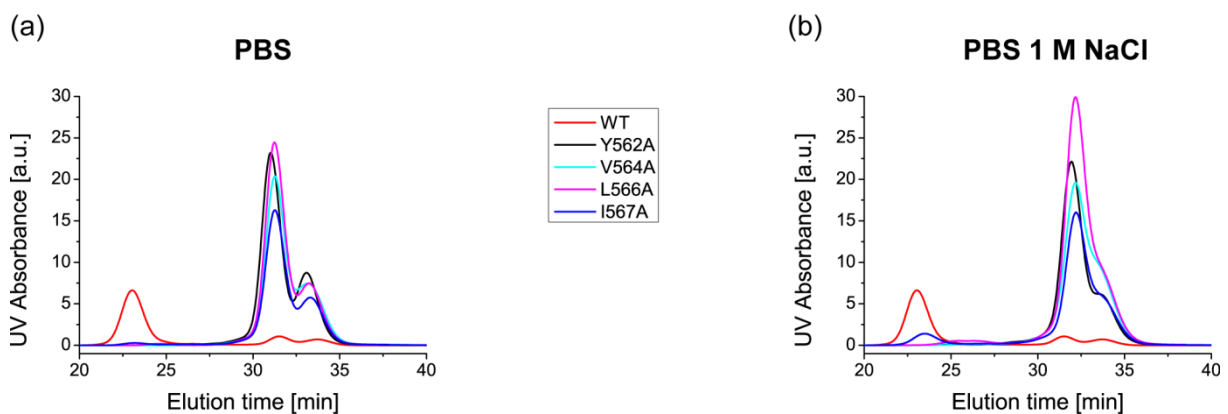 (a)
PBS
UV Absorbance [a.u.]
30
25
20
15
10
5
0
20 25 30 35 40
Elution time [min]
WT
Y562A
V564A
L566A
I567A
(b)
PBS 1 M NaCl
UV Absorbance [a.u.]
30
25
20
15
10
5
0
20 25 30 35 40
Elution time [min]